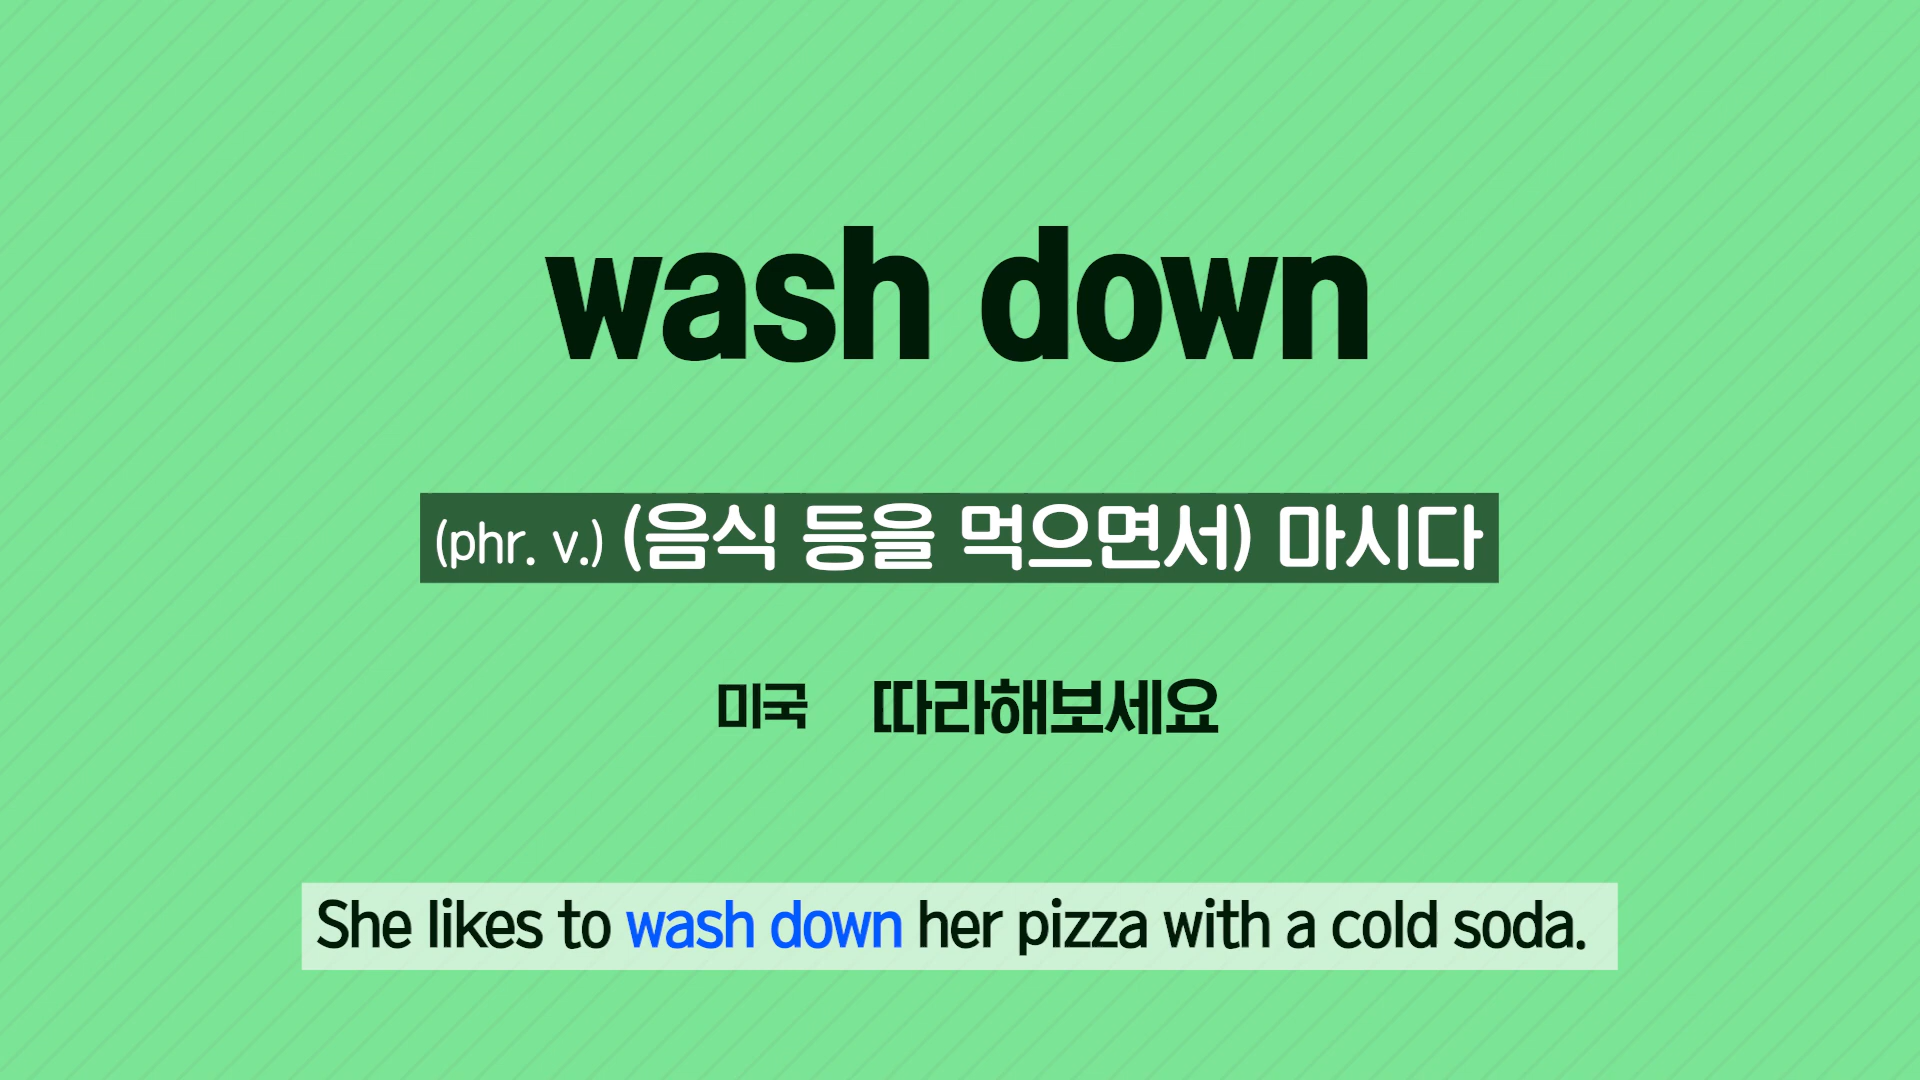 wash down
(phr. v.) (음식 등을 먹으면서) 마시다
미국 따라해보세요
She likes to wash down her pizza with a cold soda.